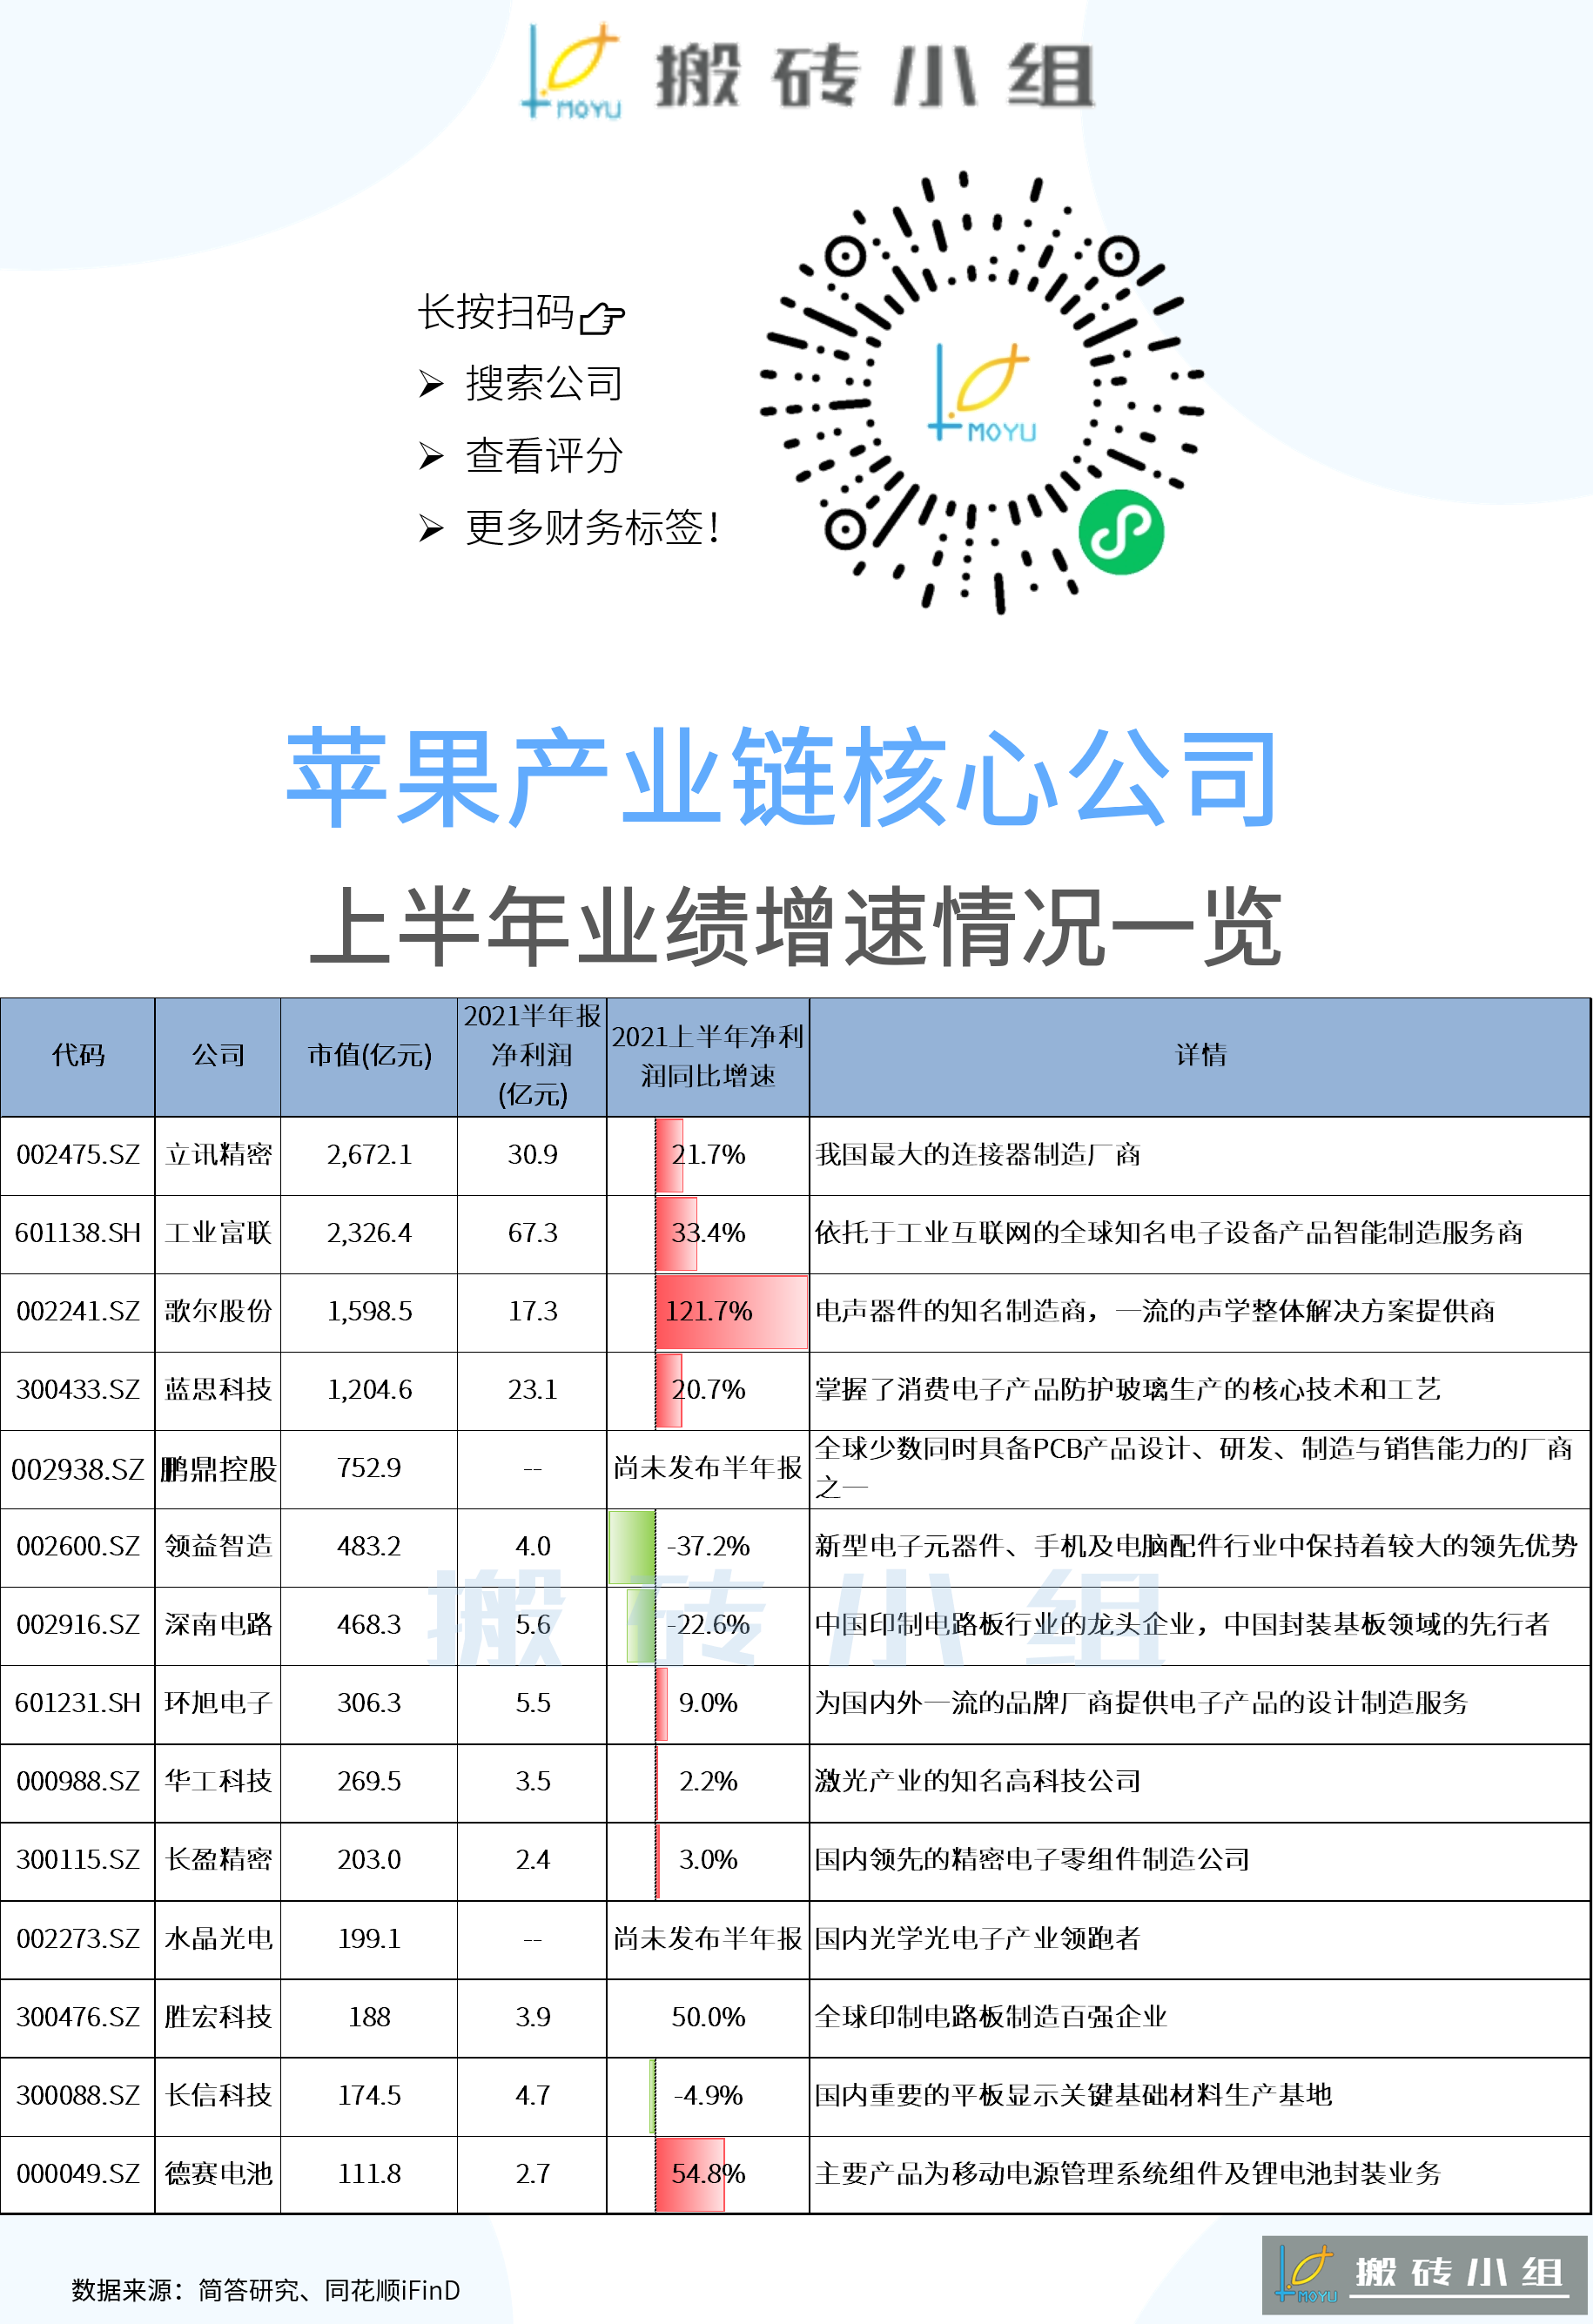 MOYU 搬砖小组
长按扫码
搜索公司
查看评分
更多财务标签!
MOYU
苹果产业链核心公司
上半年业绩增速情况一览
代码 公司 市值(亿元) 2021半年报净利润(亿元) 2021上半年净利润同比增速 详情
002475.SZ 立讯精密 2,672.1 30.9 21.7% 我国最大的连接器制造厂商
601138.SH 工业富联 2,326.4 67.3 33.4% 依托于工业互联网的全球知名电子设备产品智能制造服务商
002241.SZ 歌尔股份 1,598.5 17.3 121.7% 电声器件的知名制造商，一流的声学整体解决方案提供商
300433.SZ 蓝思科技 1,204.6 23.1 20.7% 掌握了消费电子产品防护玻璃生产的核心技术和工艺
002938.SZ 鹏鼎控股 752.9 -- 尚未发布半年报 全球少数同时具备PCB产品设计、研发、制造与销售能力的厂商之一
002600.SZ 领益智造 483.2 4.0 -37.2% 新型电子元器件、手机及电脑配件行业中保持着较大的领先优势
002916.SZ 深南电路 468.3 5.6 -22.6% 中国印制电路板行业的龙头企业，中国封装基板领域的先行者
搬砖小组
601231.SH 环旭电子 306.3 5.5 9.0% 为国内外一流的品牌厂商提供电子产品的设计制造服务
000988.SZ 华工科技 269.5 3.5 2.2% 激光产业的知名高科技公司
300115.SZ 长盈精密 203.0 2.4 3.0% 国内领先的精密电子零组件制造公司
002273.SZ 水晶光电 199.1 -- 尚未发布半年报 国内光学光电子产业领跑者
300476.SZ 胜宏科技 188 3.9 50.0% 全球印制电路板制造百强企业
300088.SZ 长信科技 174.5 4.7 -4.9% 国内重要的平板显示关键基础材料生产基地
000049.SZ 德赛电池 111.8 2.7 54.8% 主要产品为移动电源管理系统组件及锂电池封装业务
数据来源：简答研究、同花顺iFinD
MOYU 搬砖小组